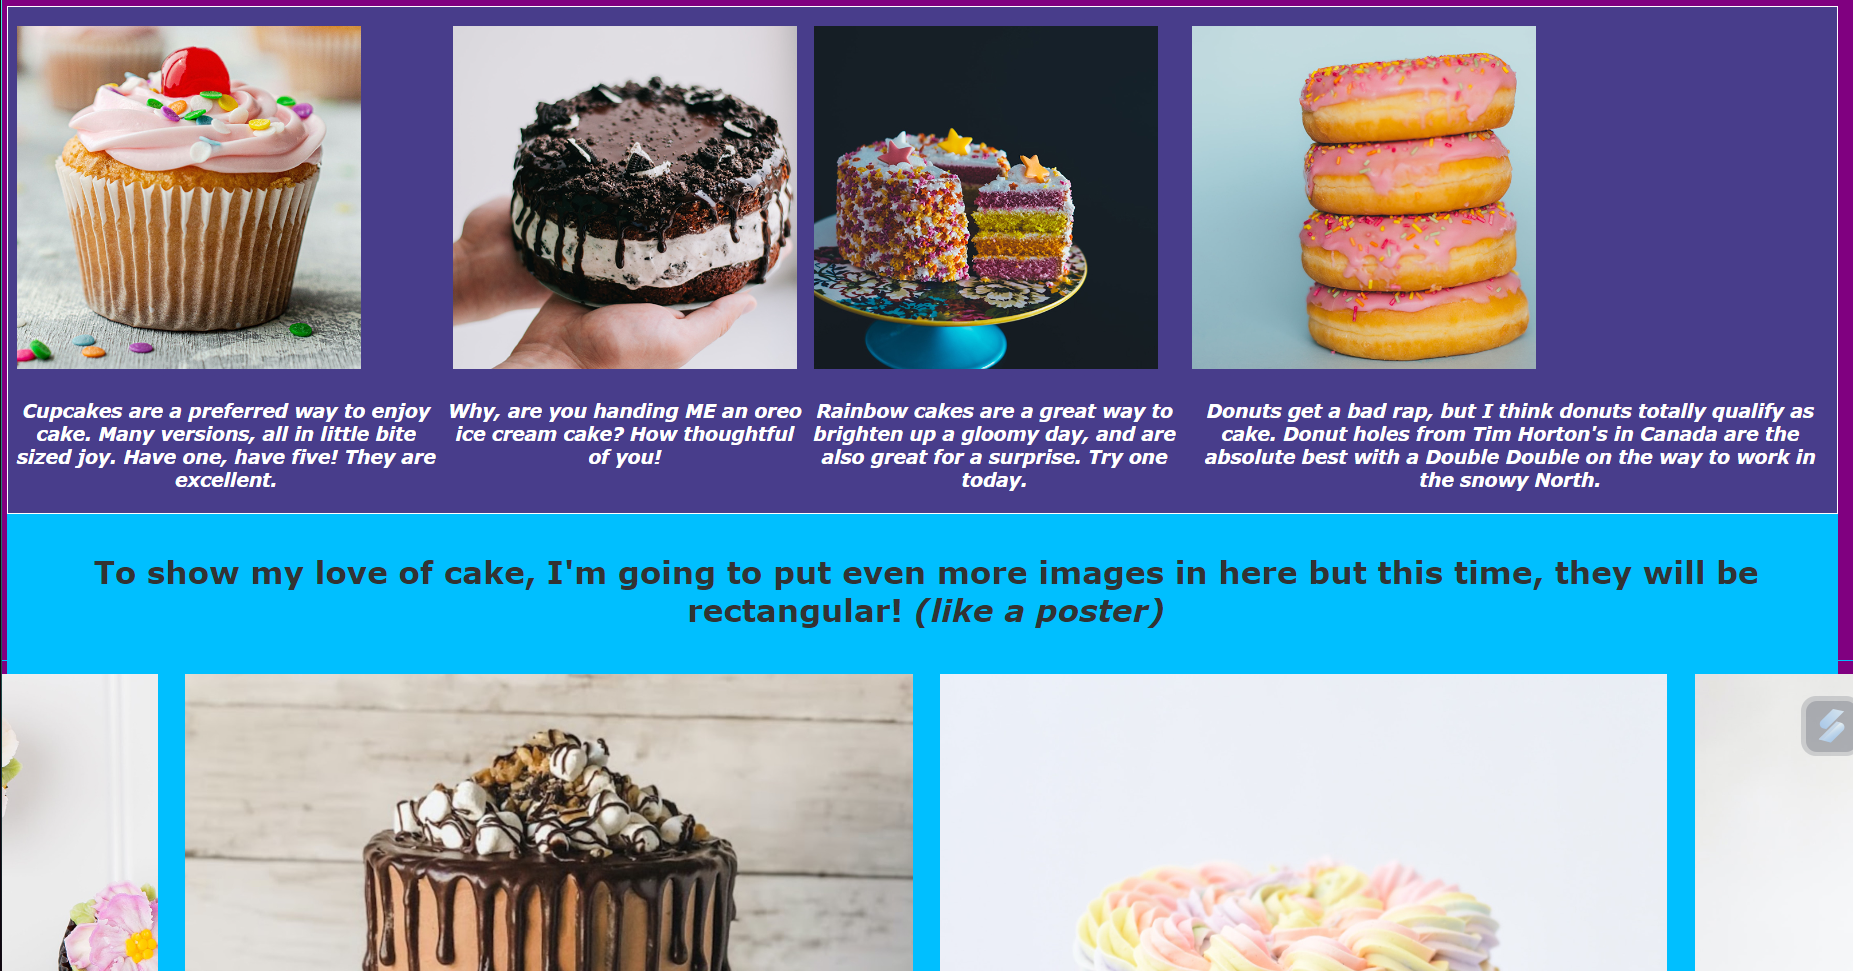 Cupcakes are a preferred way to enjoy
cake. Many versions, all in little bite
sized joy. Have one, have five! They are
excellent.
Why, are you handing ME an oreo
ice cream cake? How thoughtful
of you!
Rainbow cakes are a great way to
brighten up a gloomy day, and are
also great for a surprise. Try one
today.
Donuts get a bad rap, but I think donuts totally qualify as
cake. Donut holes from Tim Horton's in Canada are the
absolute best with a Double Double on the way to work in
the snowy North.
To show my love of cake, I'm going to put even more images in here but this time, they will be
rectangular! (like a poster)